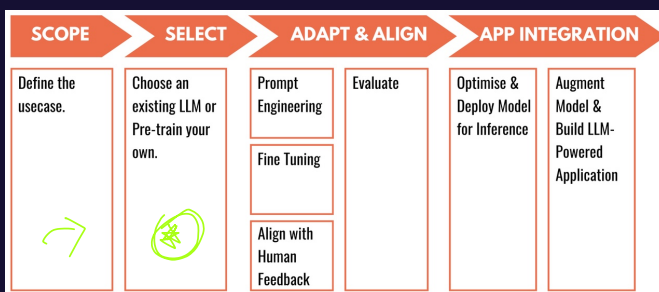 SCOPE
SELECT
ADAPT & ALIGN
APP INTEGRATION
Define the
usecase.
Choose an
existing LLM or
Pre-train your
own.
Prompt
Engineering
Fine Tuning
Align with
Human
Feedback
Evaluate
Optimise &
Deploy Model
for Inference
Augment
Model &
Build LLM-
Powered
Application